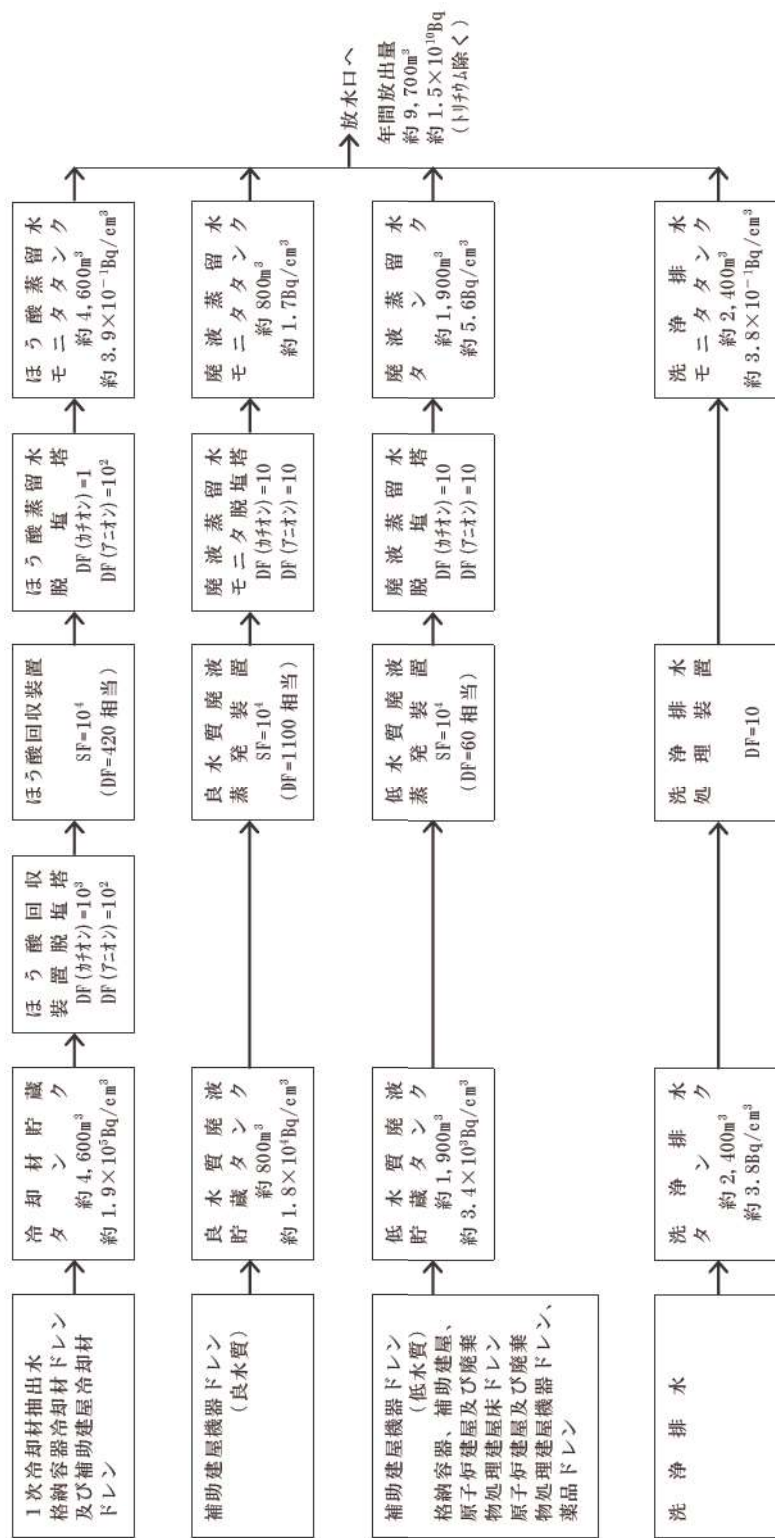 1次冷却材抽出水
格納容器冷却材ドレン
及び補助建屋冷却材
ドレン
冷却材貯蔵
タンク
約4,600m³
約1.9×10⁵Bq/cm³
ほう酸回収
装置脱塩塔
DF(カチオン)=10³
DF(アニオン)=10²
ほう酸回収装置
SF=10⁴
(DF=420相当)
ほう酸蒸留水
脱塩塔
DF(カチオン)=1
DF(アニオン)=10²
ほう酸蒸留水
モニタタンク
約4,600m³
約3.9×10⁻¹Bq/cm³
補助建屋機器ドレン
(良水質)
良水質廃液
貯蔵タンク
約800m³
約1.8×10⁴Bq/cm³
良水質廃液
蒸発装置
SF=10⁴
(DF=1100相当)
廃液蒸留水
モニタ脱塩塔
DF(カチオン)=10
DF(アニオン)=10
廃液蒸留水
モニタタンク
約800m³
約1.7Bq/cm³
補助建屋機器ドレン
(低水質)
格納容器、補助建屋、
原子炉建屋及び廃棄
物処理建屋床ドレン
原子炉建屋及び廃棄
物処理建屋機器ドレン、
薬品ドレン
低水質廃液
貯蔵タンク
約1,900m³
約3.4×10³Bq/cm³
低水質廃液
蒸発装置
SF=10⁴
(DF=60相当)
廃液蒸留水
脱塩塔
DF(カチオン)=10
DF(アニオン)=10
廃液蒸留水
タンク
約1,900m³
約5.6Bq/cm³
洗浄排水
洗浄排水
タンク
約2,400m³
約3.8Bq/cm³
洗浄排水
処理装置
DF=10
洗浄排水
モニタタンク
約2,400m³
約3.8×10⁻¹Bq/cm³
放水口へ
年間放出量
約9,700m³
約1.5×10¹⁰Bq
(トリチウム除く)